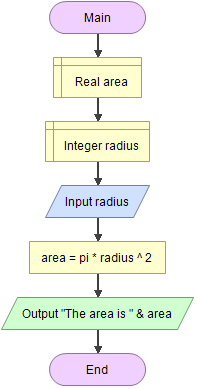 Main
Real area
Integer radius
Input radius
area = pi * radius ^ 2
Output "The area is " & area
End